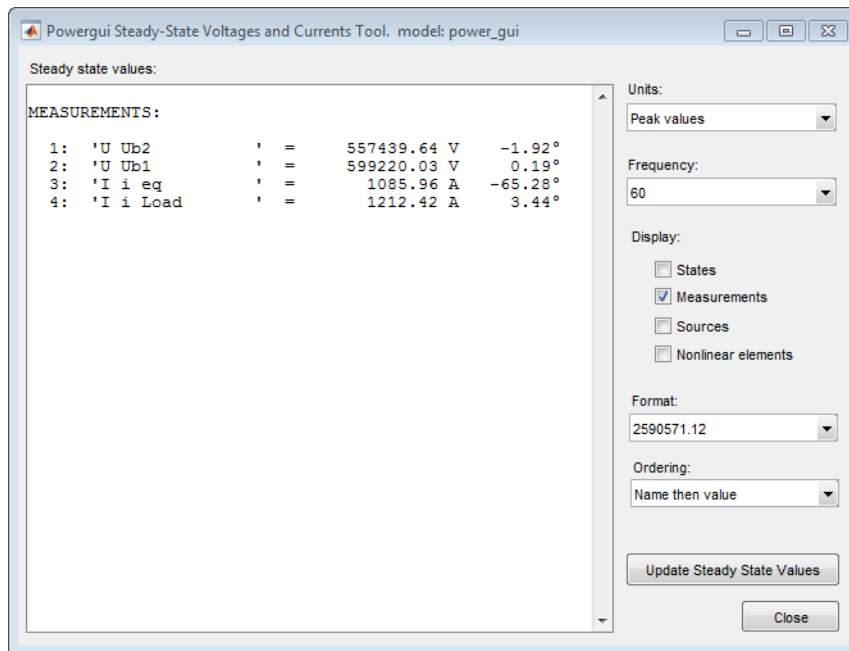 Powergui Steady-State Voltages and Currents Tool. model: power_gui
Steady state values:
MEASUREMENTS:
1: 'U Ub2 ' = 557439.64 V -1.92°
2: 'U Ub1 ' = 599220.03 V 0.19°
3: 'I i eq ' = 1085.96 A -65.28°
4: 'I i Load ' = 1212.42 A 3.44°
Units:
Peak values
Frequency:
60
Display:
States
Measurements
Sources
Nonlinear elements
Format:
2590571.12
Ordering:
Name then value
Update Steady State Values
Close